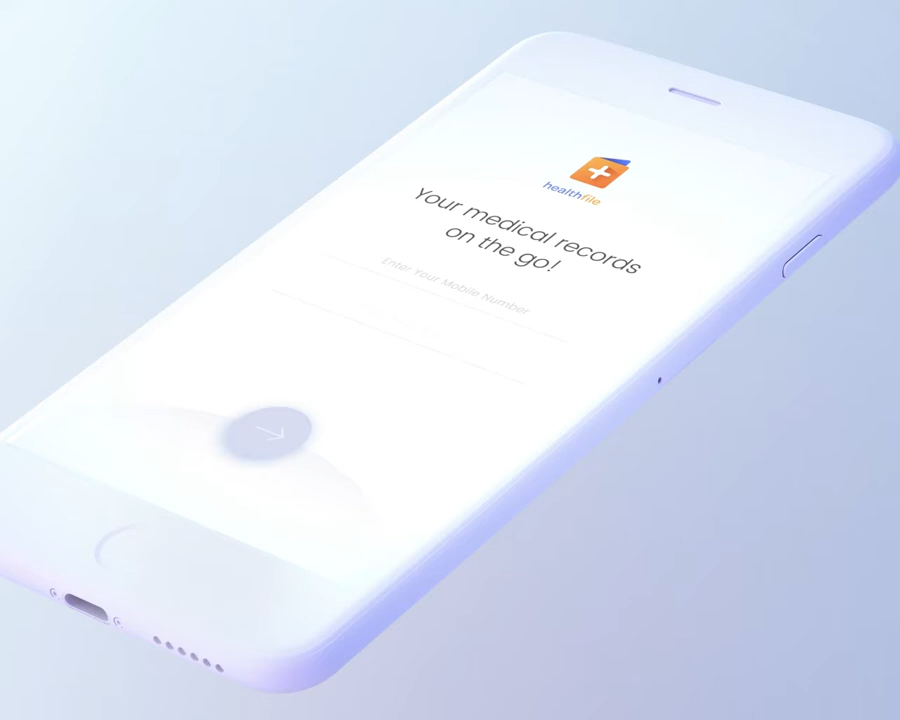 healthfile
Your medical records
on the go!
Enter Your Mobile Number